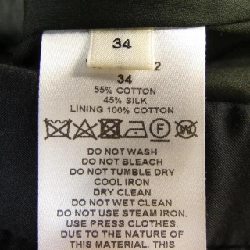 34
2
34
55% COTTON
45% SILK
LINING 100% COTTON
DO NOT WASH
DO NOT BLEACH
DO NOT TUMBLE DRY
COOL IRON
DRY CLEAN
DO NOT WET CLEAN
DO NOT USE STEAM IRON.
USE PRESS CLOTHES
DUE TO THE NATURE OF
THIS MATERIAL, THIS